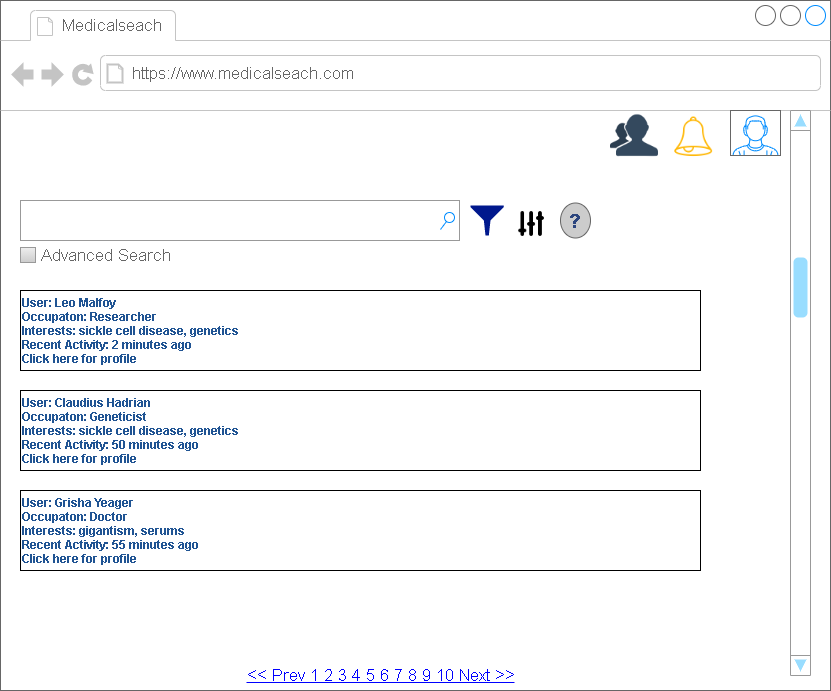 Medicalseach
https://www.medicalseach.com
?
Advanced Search
User: Leo Malfoy
Occupaton: Researcher
Interests: sickle cell disease, genetics
Recent Activity: 2 minutes ago
Click here for profile
User: Claudius Hadrian
Occupaton: Geneticist
Interests: sickle cell disease, genetics
Recent Activity: 50 minutes ago
Click here for profile
User: Grisha Yeager
Occupaton: Doctor
Interests: gigantism, serums
Recent Activity: 55 minutes ago
Click here for profile
<< Prev 1 2 3 4 5 6 7 8 9 10 Next >>